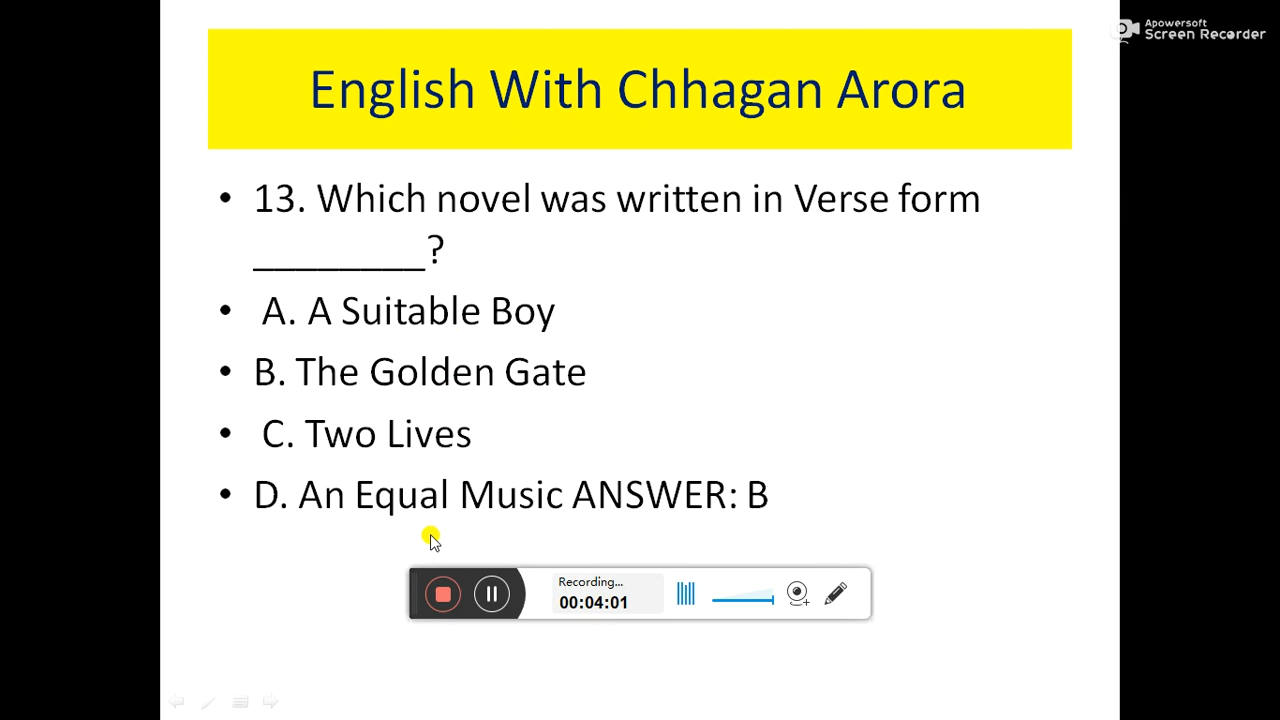 Apowersoft
Screen Recorder
English With Chhagan Arora
• 13. Which novel was written in Verse form
________?
• A. A Suitable Boy
• B. The Golden Gate
• C. Two Lives
• D. An Equal Music ANSWER: B
Recording...
00:04:01